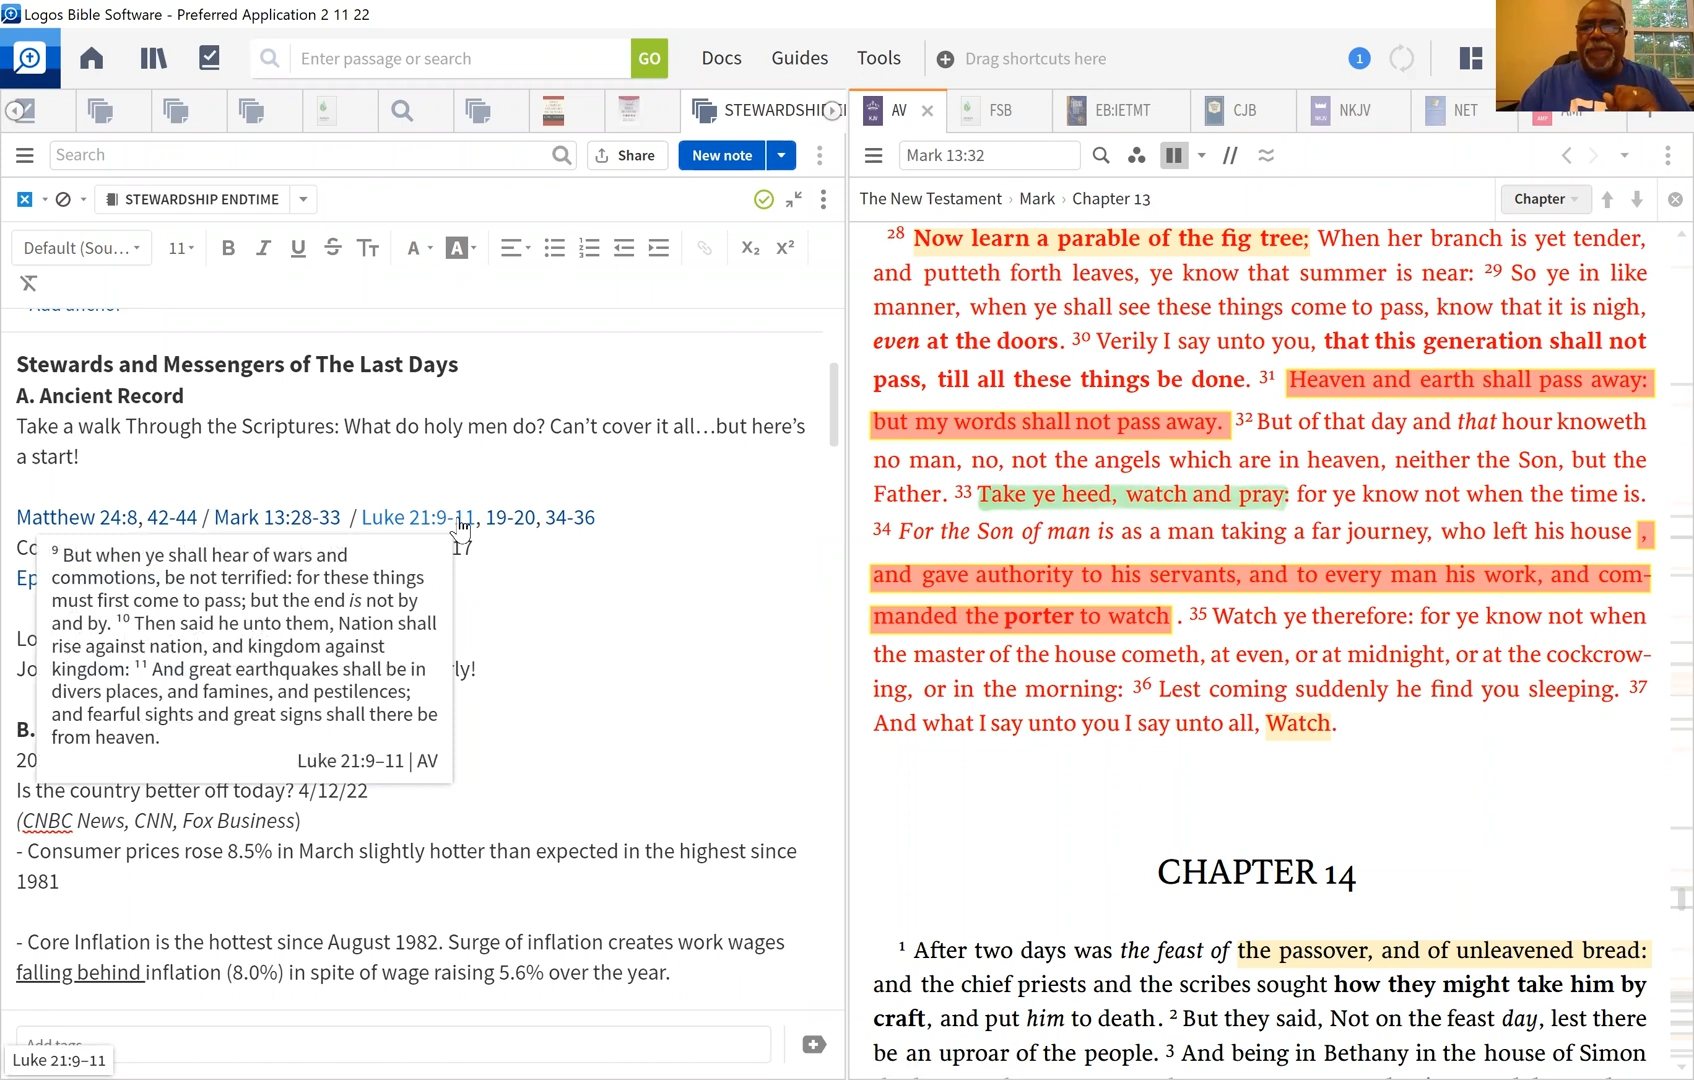 Logos Bible Software - Preferred Application 2 11 22
Enter passage or search
GO
Docs
Guides
Tools
Drag shortcuts here
1
STEWARDSHIP
AV
FSB
EB:IETMT
CJB
NKJV
NET
Search
Share
New note
Mark 13:32
STEWARDSHIP ENDTIME
The New Testament › Mark › Chapter 13
Chapter
Default (Sou...
11
B I U S TT A A X₂ X²
Stewards and Messengers of The Last Days
A. Ancient Record
Take a walk Through the Scriptures: What do holy men do? Can’t cover it all…but here’s
a start!
Matthew 24:8, 42-44 / Mark 13:28-33 / Luke 21:9-11, 19-20, 34-36
Co
17
Ep
Lo
Jo
ly!
B.
20
9 But when ye shall hear of wars and
commotions, be not terrified: for these things
must first come to pass; but the end is not by
and by. 10 Then said he unto them, Nation shall
rise against nation, and kingdom against
kingdom: 11 And great earthquakes shall be in
divers places, and famines, and pestilences;
and fearful sights and great signs shall there be
from heaven.
Luke 21:9–11 | AV
Is the country better off today? 4/12/22
(CNBC News, CNN, Fox Business)
- Consumer prices rose 8.5% in March slightly hotter than expected in the highest since
1981
- Core Inflation is the hottest since August 1982. Surge of inflation creates work wages
falling behind inflation (8.0%) in spite of wage raising 5.6% over the year.
Add tags
Luke 21:9–11
28 Now learn a parable of the fig tree; When her branch is yet tender,
and putteth forth leaves, ye know that summer is near: 29 So ye in like
manner, when ye shall see these things come to pass, know that it is nigh,
even at the doors. 30 Verily I say unto you, that this generation shall not
pass, till all these things be done. 31 Heaven and earth shall pass away:
but my words shall not pass away. 32 But of that day and that hour knoweth
no man, no, not the angels which are in heaven, neither the Son, but the
Father. 33 Take ye heed, watch and pray: for ye know not when the time is.
34 For the Son of man is as a man taking a far journey, who left his house ,
and gave authority to his servants, and to every man his work, and com-
manded the porter to watch . 35 Watch ye therefore: for ye know not when
the master of the house cometh, at even, or at midnight, or at the cockcrow-
ing, or in the morning: 36 Lest coming suddenly he find you sleeping. 37
And what I say unto you I say unto all, Watch.
CHAPTER 14
1 After two days was the feast of the passover, and of unleavened bread:
and the chief priests and the scribes sought how they might take him by
craft, and put him to death. 2 But they said, Not on the feast day, lest there
be an uproar of the people. 3 And being in Bethany in the house of Simon